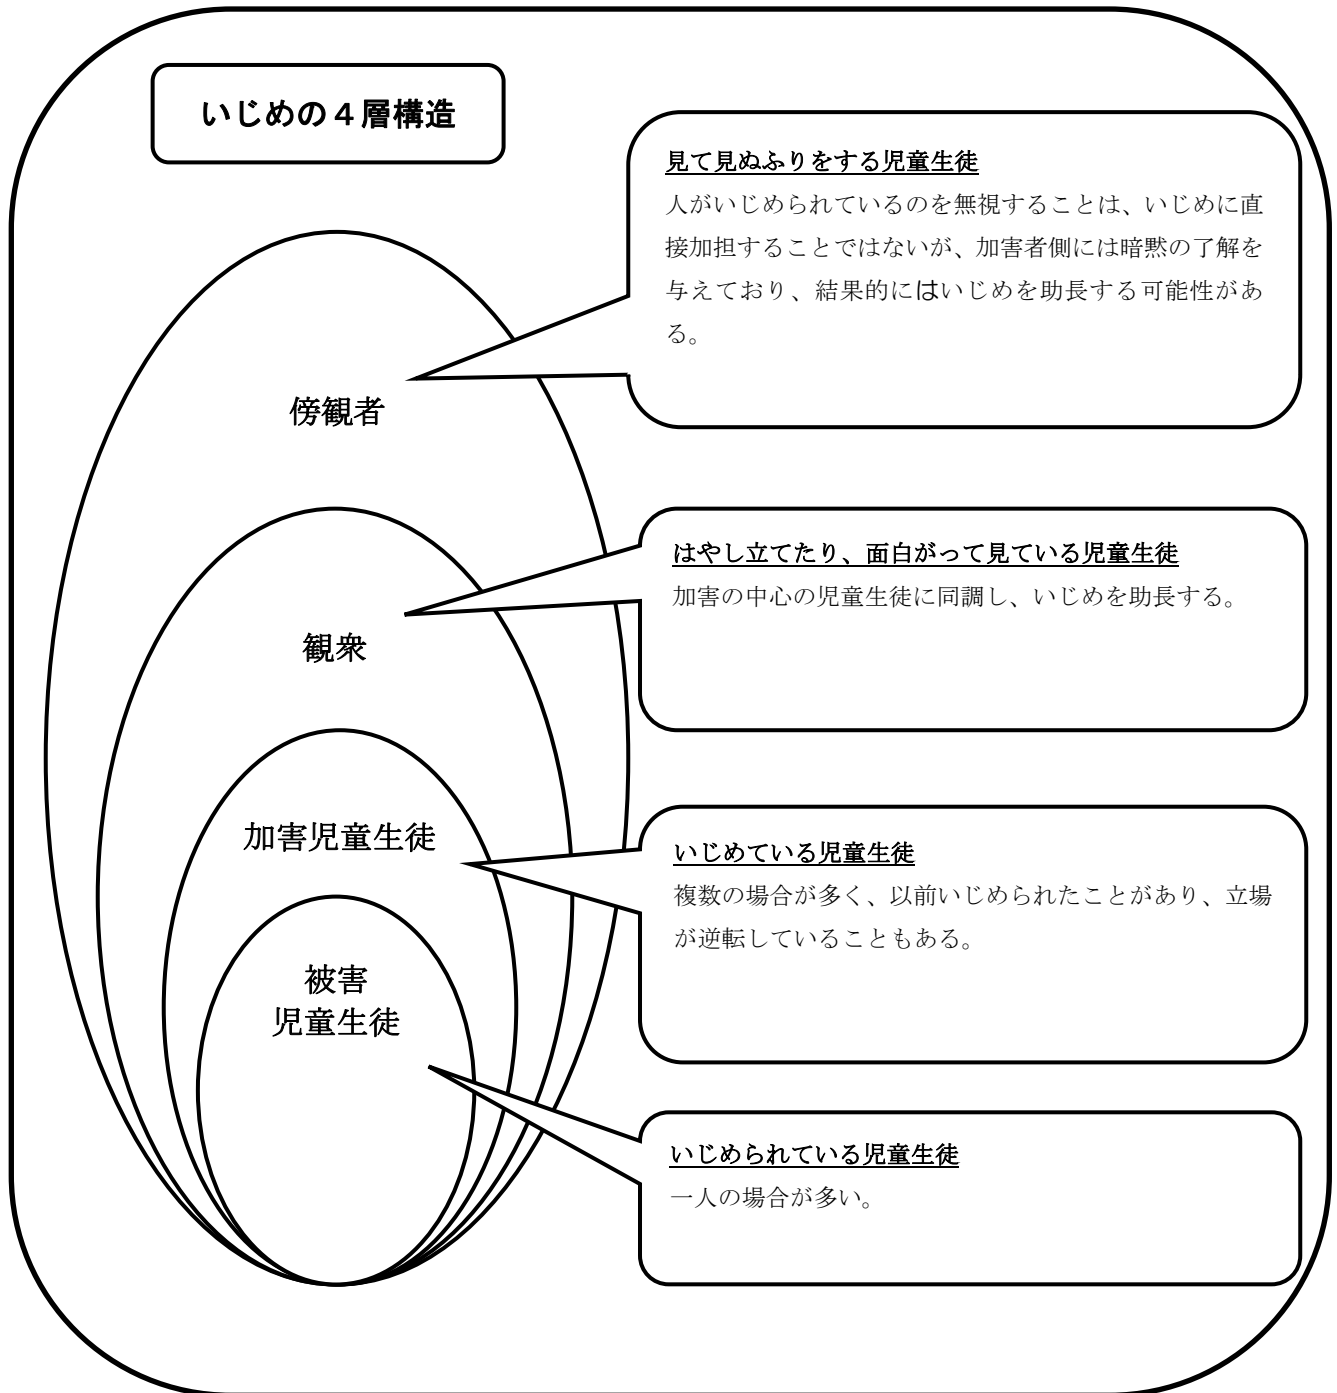 いじめの４層構造
見て見ぬふりをする児童生徒
人がいじめられているのを無視することは、いじめに直
接加担することではないが、加害者側には暗黙の了解を
与えており、結果的にはいじめを助長する可能性があ
る。
傍観者
はやし立てたり、面白がって見ている児童生徒
加害の中心の児童生徒に同調し、いじめを助長する。
観衆
いじめている児童生徒
複数の場合が多く、以前いじめられたことがあり、立場
が逆転していることもある。
加害児童生徒
被害
児童生徒
いじめられている児童生徒
一人の場合が多い。